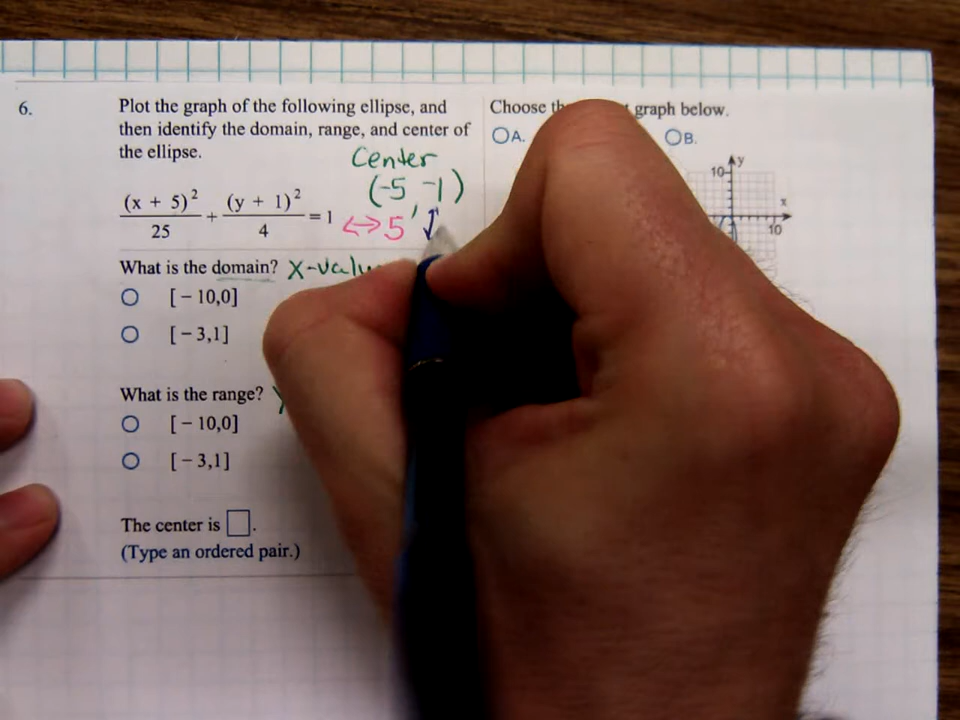 6.
Plot the graph of the following ellipse, and
then identify the domain, range, and center of
the ellipse.
Center
(-5, -1)
(x + 5)² / 25 + (y + 1)² / 4 = 1
↔ 5
What is the domain?
[ - 10,0]
[ - 3,1]
What is the range?
[ - 10,0]
[ - 3,1]
The center is .
(Type an ordered pair.)
Choose graph below.
A.
B.
10
y
x
10